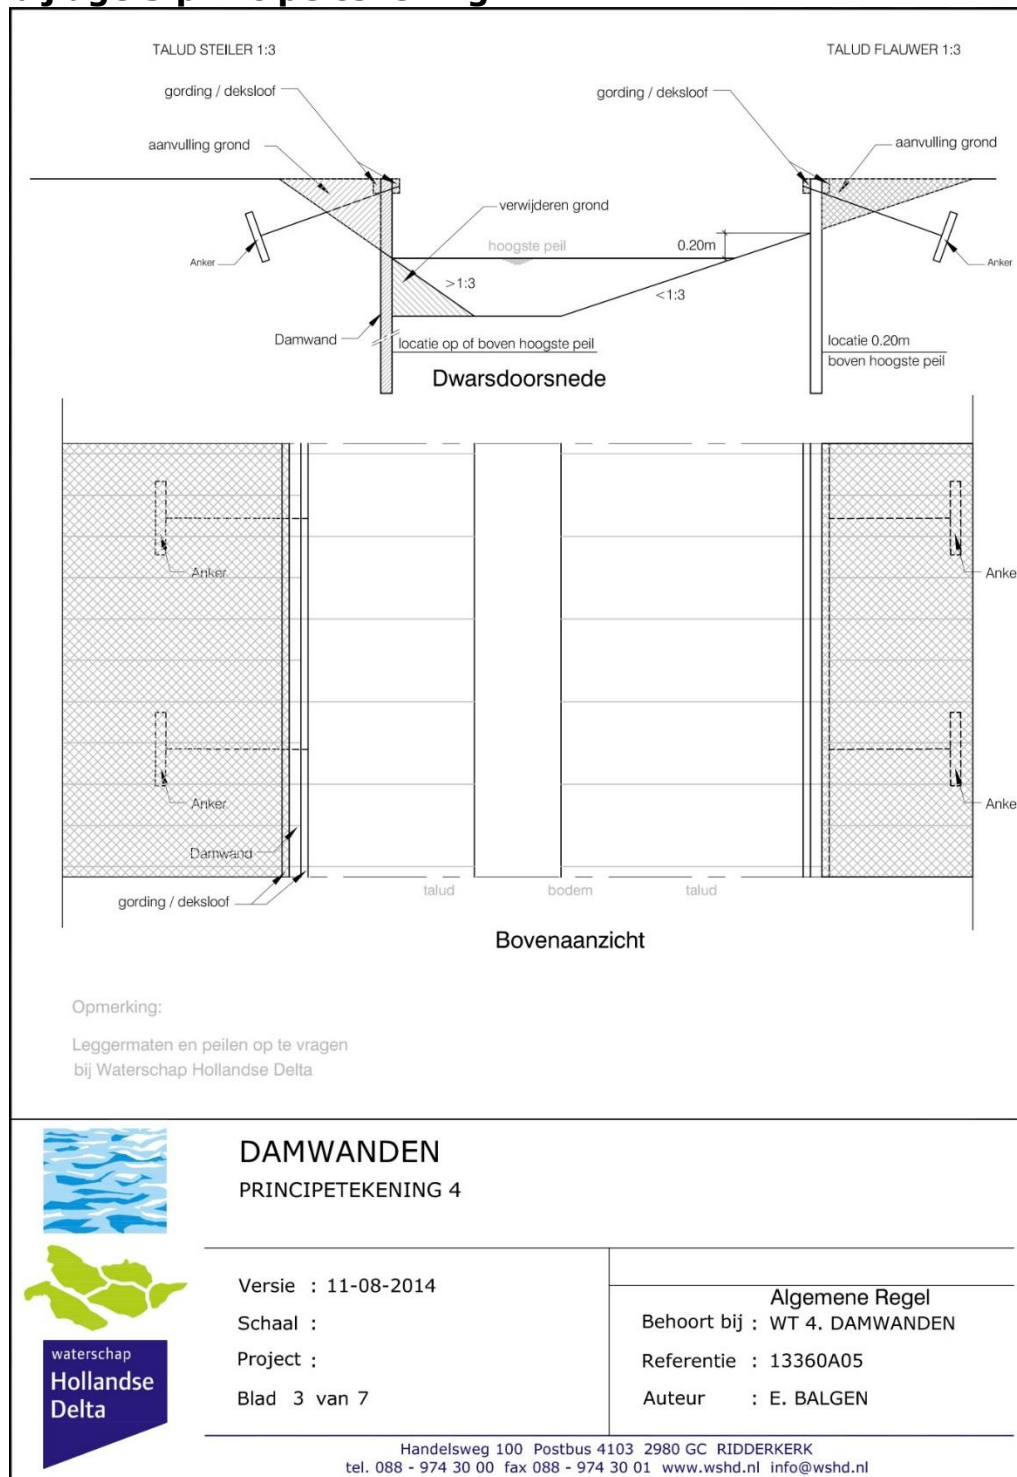 TALUD STEILER 1:3
TALUD FLAUWER 1:3
gording / deksloof
gording / deksloof
aanvulling grond
aanvulling grond
verwijderen grond
hoogste peil
0.20m
Anker
Anker
>1:3
<1:3
Damwand
locatie op of boven hoogste peil
locatie 0.20m
boven hoogste peil
Dwarsdoorsnede
Anker
Anker
Anker
Anker
Damwand
gording / deksloof
talud
bodem
talud
Bovenaanzicht
Opmerking:
Leggermaten en peilen op te vragen
bij Waterschap Hollandse Delta
DAMWANDEN
PRINCIPETEKENING 4
Versie : 11-08-2014
Schaal :
Project :
Blad 3 van 7
Algemene Regel
Behoort bij : WT 4. DAMWANDEN
Referentie : 13360A05
Auteur : E. BALGEN
waterschap
Hollandse
Delta
Handelsweg 100 Postbus 4103 2980 GC RIDDERKERK
tel. 088 - 974 30 00 fax 088 - 974 30 01 www.wshd.nl info@wshd.nl